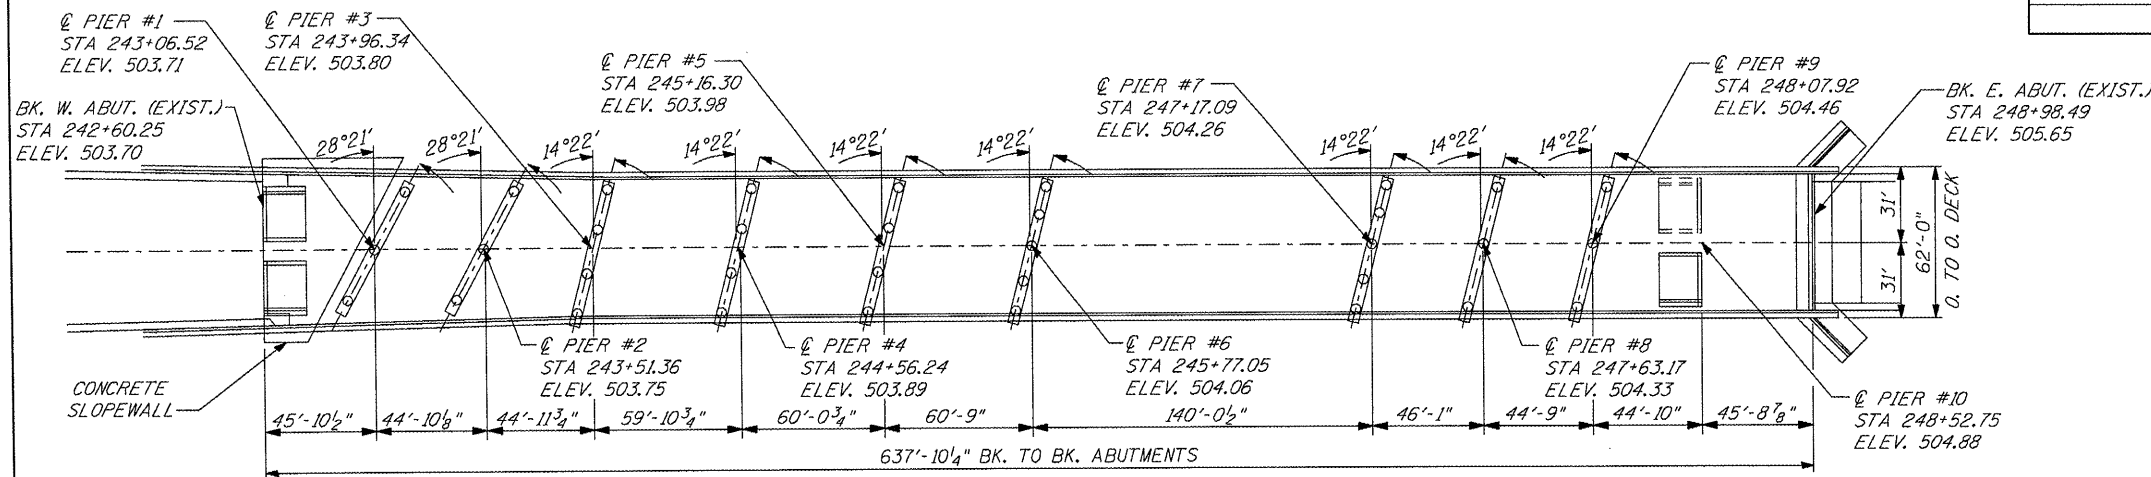 ℄ PIER #1
STA 243+06.52
ELEV. 503.71
℄ PIER #3
STA 243+96.34
ELEV. 503.80
℄ PIER #5
STA 245+16.30
ELEV. 503.98
℄ PIER #7
STA 247+17.09
ELEV. 504.26
℄ PIER #9
STA 248+07.92
ELEV. 504.46
BK. W. ABUT. (EXIST.)
STA 242+60.25
ELEV. 503.70
BK. E. ABUT. (EXIST.)
STA 248+98.49
ELEV. 505.65
28°21'
28°21'
14°22'
14°22'
14°22'
14°22'
14°22'
14°22'
14°22'
31'
31'
62'-0"
O. TO O. DECK
℄ PIER #2
STA 243+51.36
ELEV. 503.75
℄ PIER #4
STA 244+56.24
ELEV. 503.89
℄ PIER #6
STA 245+77.05
ELEV. 504.06
℄ PIER #8
STA 247+63.17
ELEV. 504.33
℄ PIER #10
STA 248+52.75
ELEV. 504.88
CONCRETE
SLOPEWALL
45'-10½"
44'-10⅛"
44'-11¾"
59'-10¾"
60'-0¾"
60'-9"
140'-0½"
46'-1"
44'-9"
44'-10"
45'-8⅞"
637'-10¼" BK. TO BK. ABUTMENTS